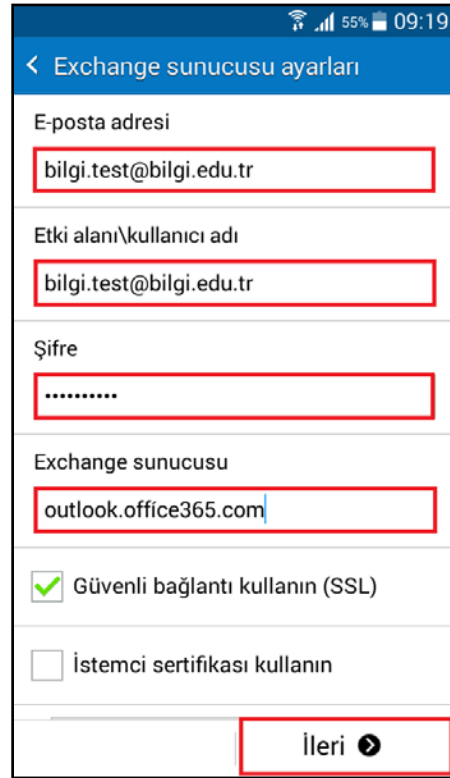 55% 09:19
Exchange sunucusu ayarları
E-posta adresi
bilgi.test@bilgi.edu.tr
Etki alanı\kullanıcı adı
bilgi.test@bilgi.edu.tr
Şifre
••••••••••
Exchange sunucusu
outlook.office365.com
Güvenli bağlantı kullanın (SSL)
İstemci sertifikası kullanın
İleri